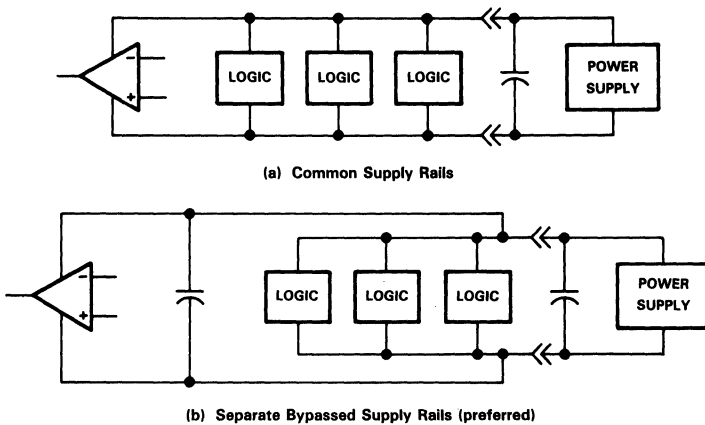 LOGIC LOGIC LOGIC POWER
SUPPLY
(a) Common Supply Rails
LOGIC LOGIC LOGIC POWER
SUPPLY
(b) Separate Bypassed Supply Rails (preferred)